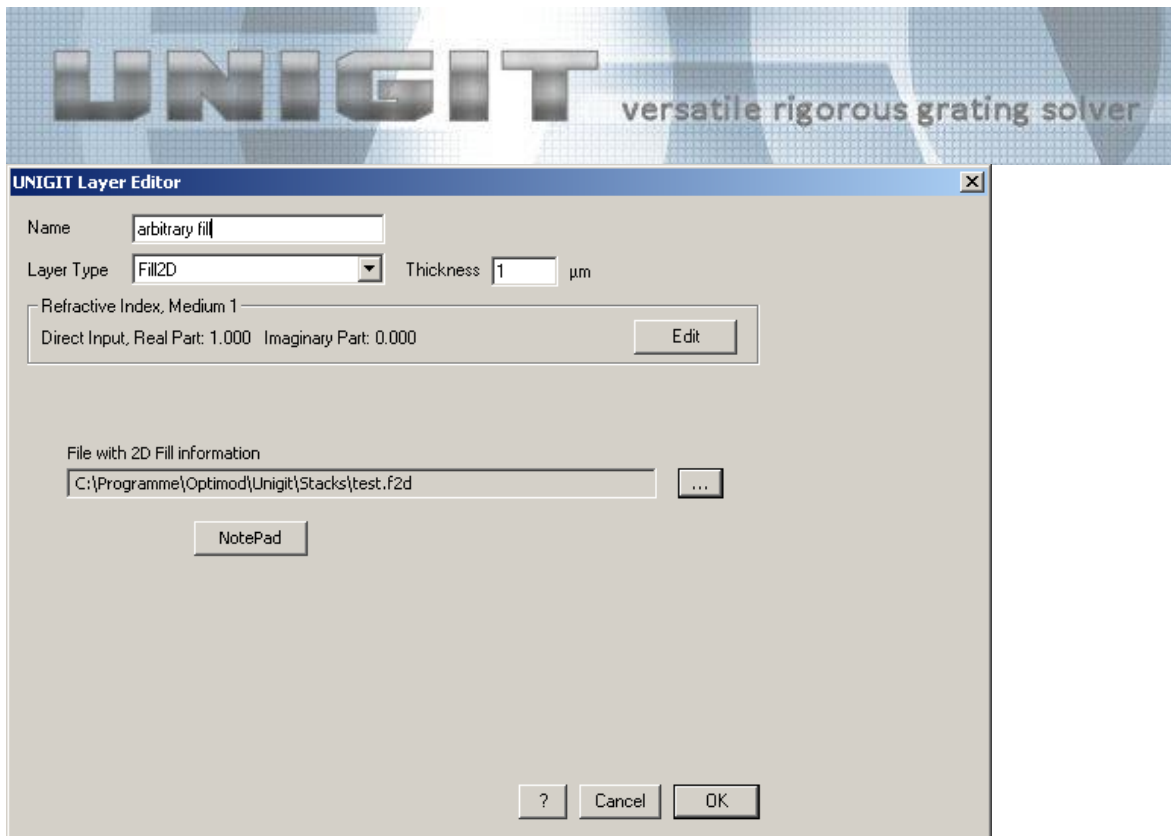 UNIGIT
versatile rigorous grating solver
UNIGIT Layer Editor
Name arbitrary fill
Layer Type Fill2D Thickness 1 µm
Refractive Index, Medium 1
Direct Input, Real Part: 1.000 Imaginary Part: 0.000 Edit
File with 2D Fill information
C:\Programme\Optimod\Unigit\Stacks\test.f2d ...
NotePad
? Cancel OK